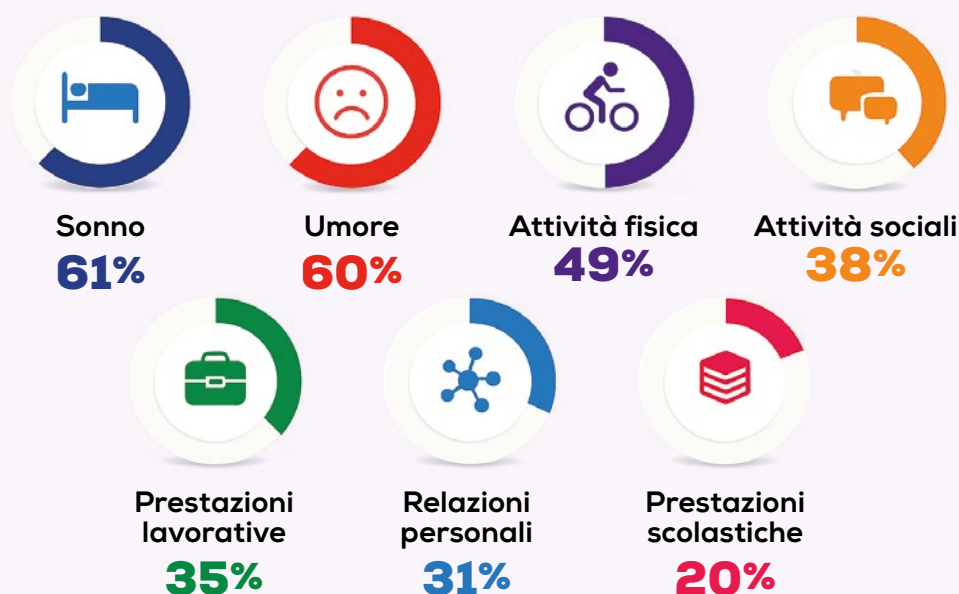 Sonno
61%
Umore
60%
Attività fisica
49%
Attività sociali
38%
Prestazioni
lavorative
35%
Relazioni
personali
31%
Prestazioni
scolastiche
20%